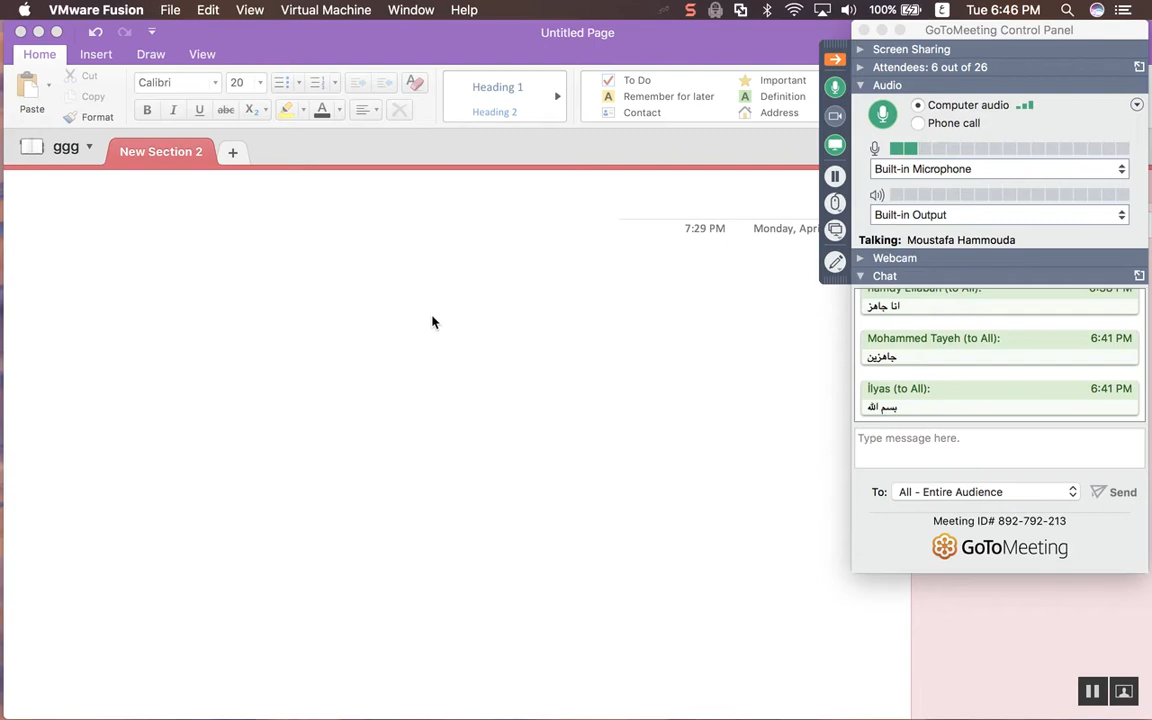 VMware Fusion File Edit View Virtual Machine Window Help 100% ع Tue 6:46 PM
Untitled Page
GoToMeeting Control Panel
Home Insert Draw View
Screen Sharing
Attendees: 6 out of 26
Audio
Paste
Cut
Copy
Format
Calibri 20
B I U abc X₂ A
Heading 1
Heading 2
To Do
Important
Remember for later
Definition
Contact
Address
Computer audio
Phone call
Built-in Microphone
Built-in Output
Talking: Moustafa Hammouda
Webcam
Chat
ggg
New Section 2
+
7:29 PM Monday, Apri
انا جاهز
Mohammed Tayeh (to All): 6:41 PM
جاهزين
İlyas (to All): 6:41 PM
بسم الله
Type message here.
To: All - Entire Audience Send
Meeting ID# 892-792-213
GoToMeeting